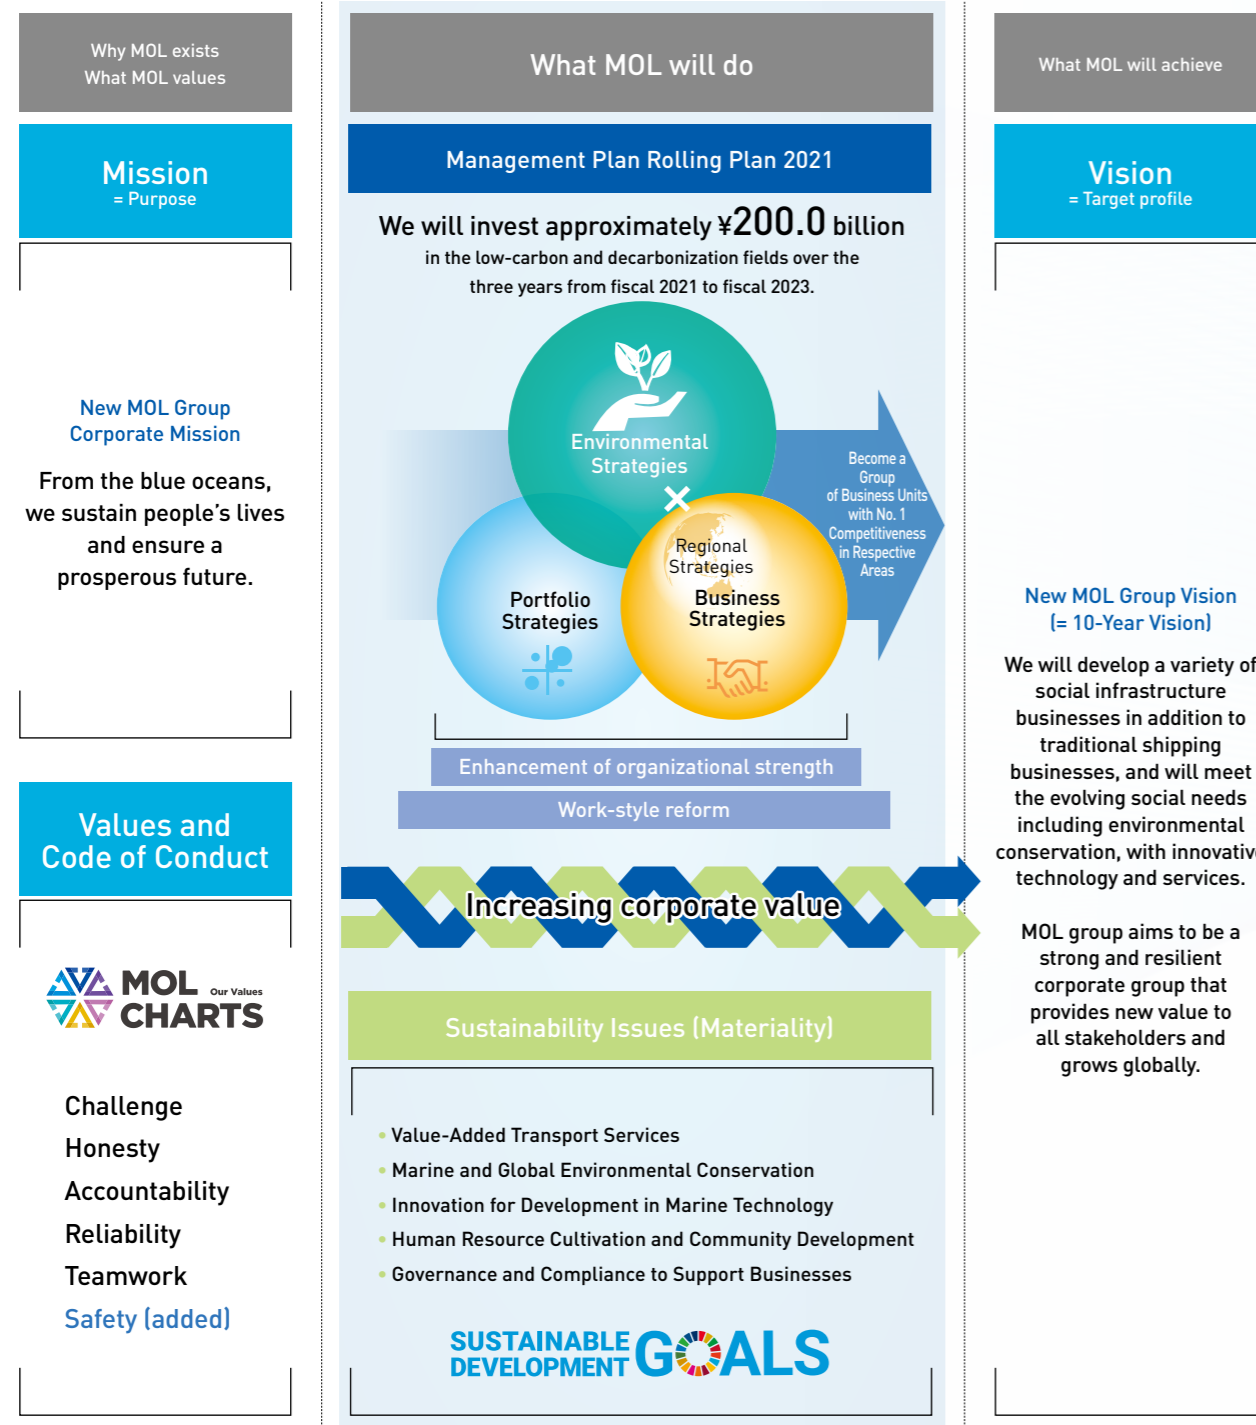 Why MOL exists
What MOL values
Mission
= Purpose
New MOL Group
Corporate Mission
From the blue oceans,
we sustain people's lives
and ensure a
prosperous future.
Values and
Code of Conduct
MOL Our Values
CHARTS
Challenge
Honesty
Accountability
Reliability
Teamwork
Safety (added)
What MOL will do
Management Plan Rolling Plan 2021
We will invest approximately ¥200.0 billion
in the low-carbon and decarbonization fields over the
three years from fiscal 2021 to fiscal 2023.
Environmental
Strategies
Regional
Strategies
Portfolio
Strategies
Business
Strategies
Become a
Group
of Business Units
with No. 1
Competitiveness
in Respective
Areas
Enhancement of organizational strength
Work-style reform
Increasing corporate value
Sustainability Issues (Materiality)
• Value-Added Transport Services
• Marine and Global Environmental Conservation
• Innovation for Development in Marine Technology
• Human Resource Cultivation and Community Development
• Governance and Compliance to Support Businesses
SUSTAINABLE
DEVELOPMENT GOALS
What MOL will achieve
Vision
= Target profile
New MOL Group Vision
(= 10-Year Vision)
We will develop a variety of
social infrastructure
businesses in addition to
traditional shipping
businesses, and will meet
the evolving social needs
including environmental
conservation, with innovative
technology and services.
MOL group aims to be a
strong and resilient
corporate group that
provides new value to
all stakeholders and
grows globally.